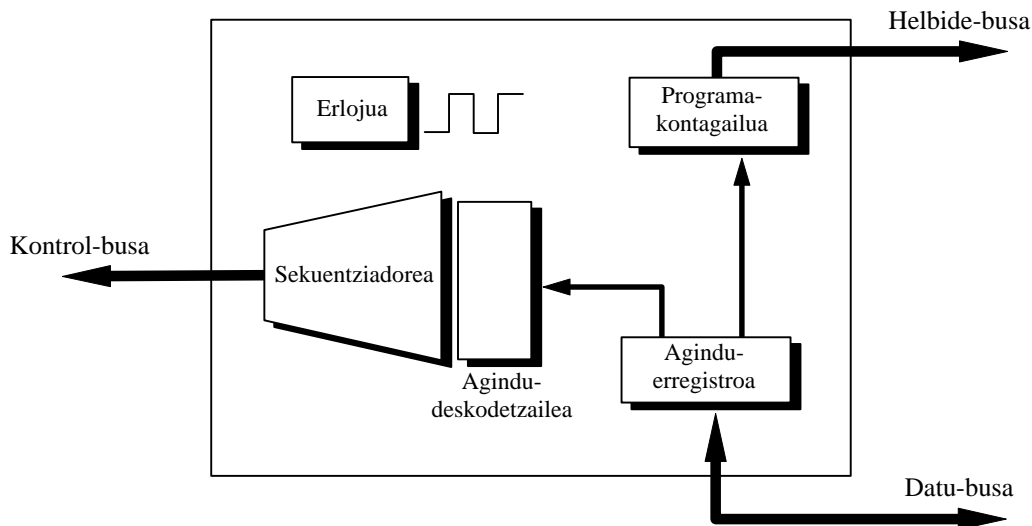 Helbide-busa
Erlojua
Programa-
kontagailua
Kontrol-busa
Sekuentziadorea
Agindu-
deskodetzailea
Agindu-
erregistroa
Datu-busa